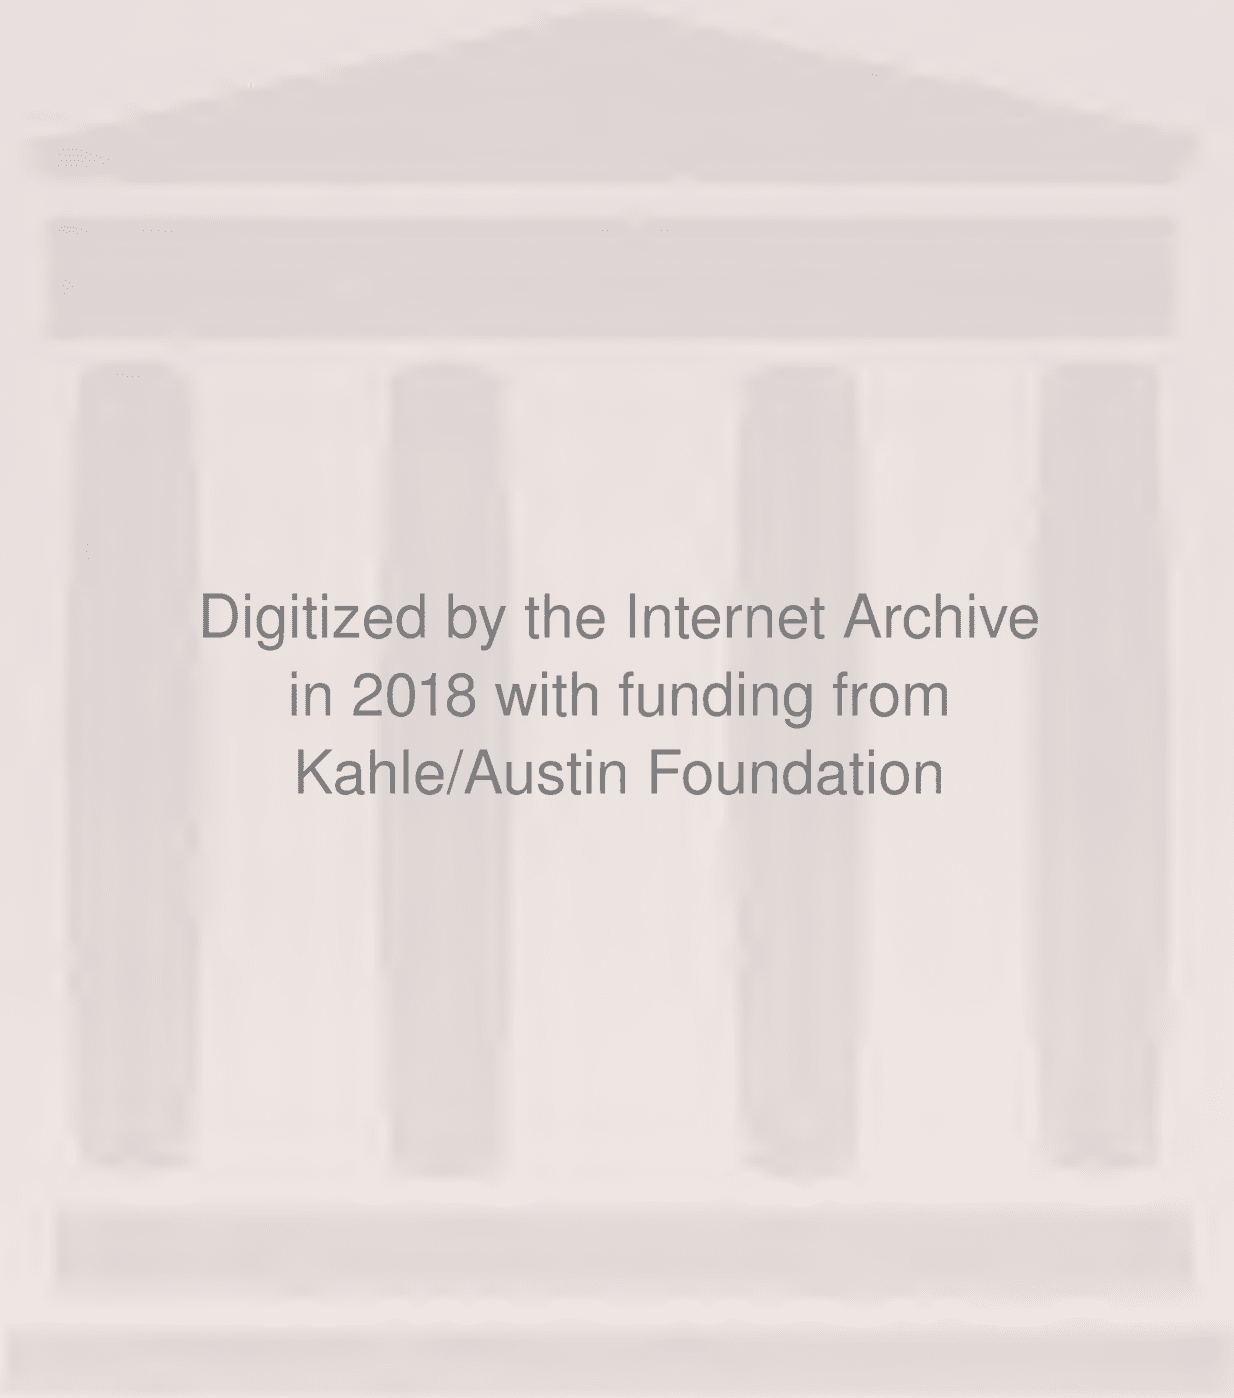 Digitized by the Internet Archive
in 2018 with funding from
Kahle/Austin Foundation